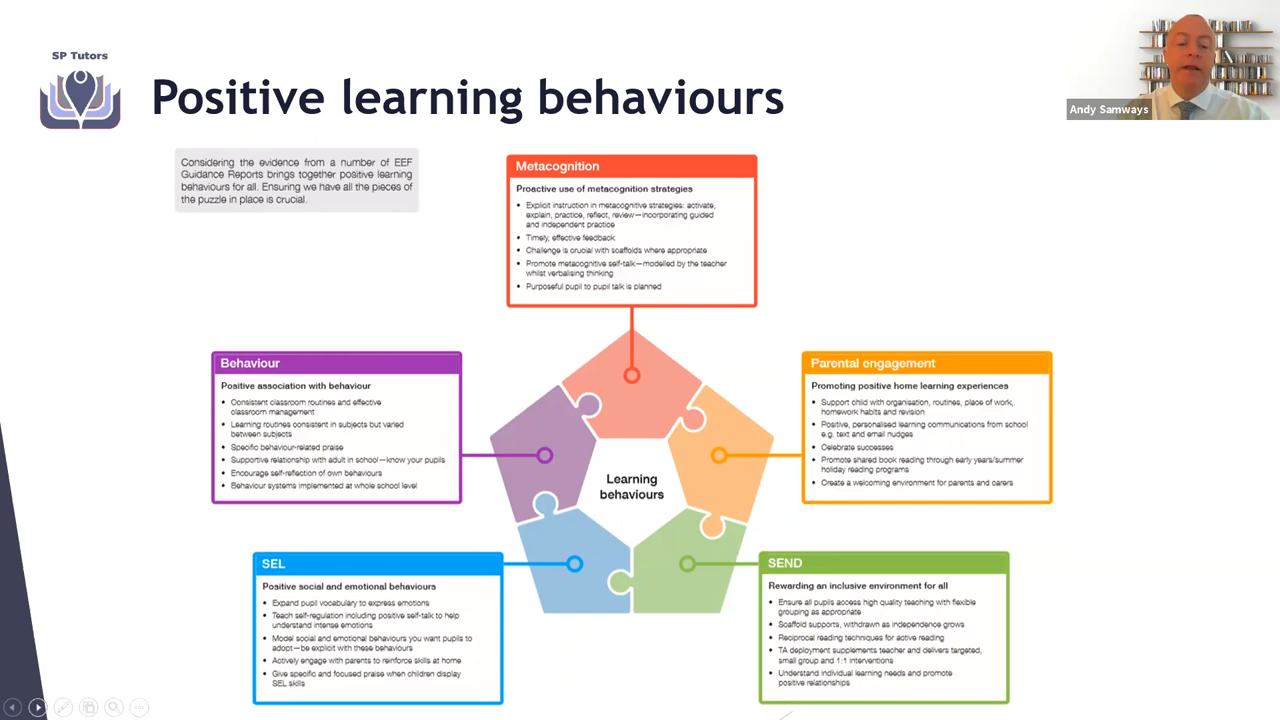 SP Tutors
Positive learning behaviours
Andy Samways
Considering the evidence from a number of EEF
Guidance Reports brings together positive learning
behaviours for all. Ensuring we have all the pieces of
the puzzle in place is crucial.
Metacognition
Proactive use of metacognition strategies
• Explicit instruction in metacognitive strategies: activate,
explain, practice, reflect, review—incorporating guided
and independent practice
• Timely, effective feedback
• Challenge is crucial with scaffolds where appropriate
• Promote metacognitive self-talk—modelled by the teacher
whilst verbalising thinking
• Purposeful pupil to pupil talk is planned
Behaviour
Positive association with behaviour
• Consistent classroom routines and effective
classroom management
• Learning routines consistent in subjects but varied
between subjects
• Specific behaviour-related praise
• Supportive relationship with adult in school—know your pupils
• Encourage self-reflection of own behaviours
• Behaviour systems implemented at whole school level
Parental engagement
Promoting positive home learning experiences
• Support child with organisation, routines, place of work,
homework habits and revision
• Positive, personalised learning communications from school
e.g. text and email nudges
• Celebrate successes
• Promote shared book reading through early years/summer
holiday reading programs
• Create a welcoming environment for parents and carers
Learning
behaviours
SEL
Positive social and emotional behaviours
• Expand pupil vocabulary to express emotions
• Teach self-regulation including positive self-talk to help
understand intense emotions
• Model social and emotional behaviours you want pupils to
adopt—be explicit with these behaviours
• Actively engage with parents to reinforce skills at home
• Give specific and focused praise when children display
SEL skills
SEND
Rewarding an inclusive environment for all
• Ensure all pupils access high quality teaching with flexible
grouping as appropriate
• Scaffold supports, withdrawn as independence grows
• Reciprocal reading techniques for active reading
• TA deployment supplements teacher and delivers targeted,
small group and 1:1 interventions
• Understand individual learning needs and promote
positive relationships